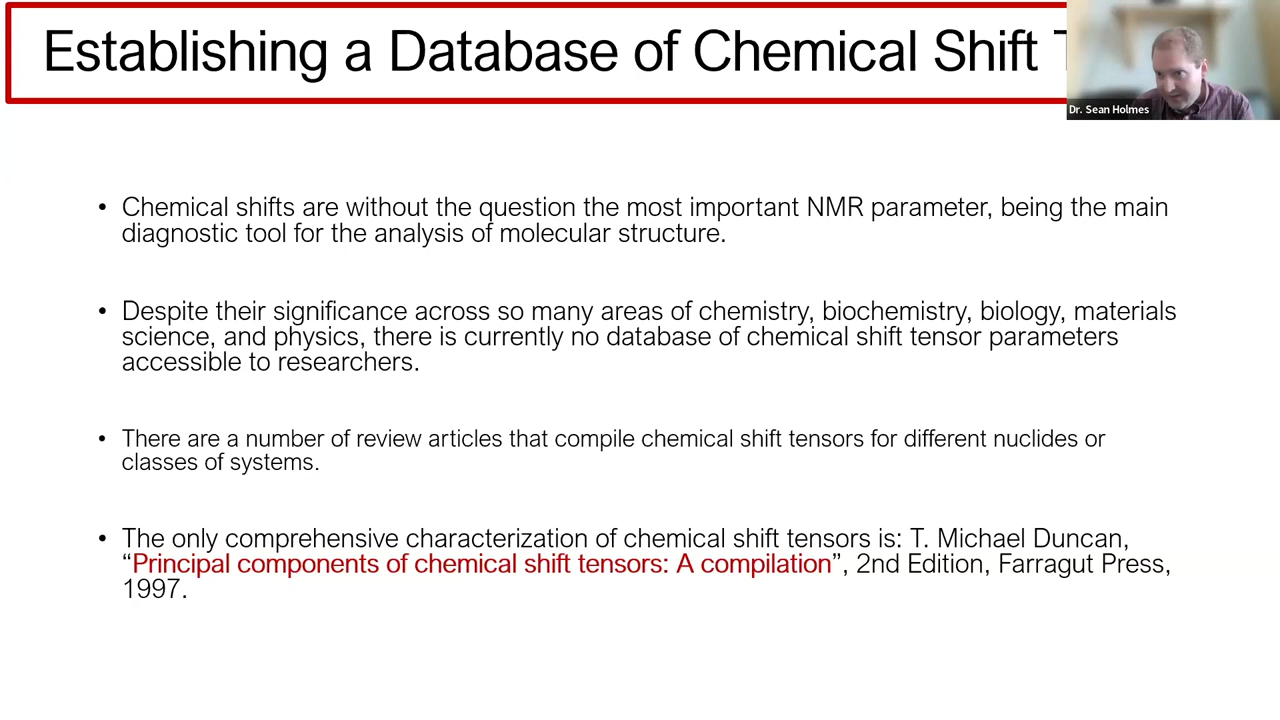 Establishing a Database of Chemical Shift
Dr. Sean Holmes
• Chemical shifts are without the question the most important NMR parameter, being the main
diagnostic tool for the analysis of molecular structure.
• Despite their significance across so many areas of chemistry, biochemistry, biology, materials
science, and physics, there is currently no database of chemical shift tensor parameters
accessible to researchers.
• There are a number of review articles that compile chemical shift tensors for different nuclides or
classes of systems.
• The only comprehensive characterization of chemical shift tensors is: T. Michael Duncan,
“Principal components of chemical shift tensors: A compilation”, 2nd Edition, Farragut Press,
1997.